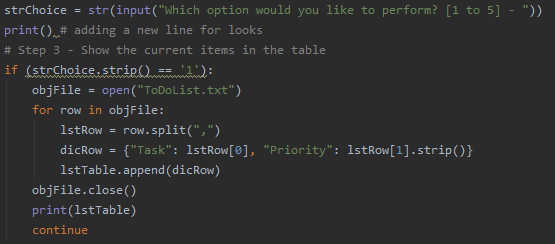 strChoice = str(input("Which option would you like to perform? [1 to 5] - "))
print() # adding a new line for looks
# Step 3 - Show the current items in the table
if (strChoice.strip() == '1'):
    objFile = open("ToDoList.txt")
    for row in objFile:
        lstRow = row.split(",")
        dicRow = {"Task": lstRow[0], "Priority": lstRow[1].strip()}
        lstTable.append(dicRow)
    objFile.close()
    print(lstTable)
    continue